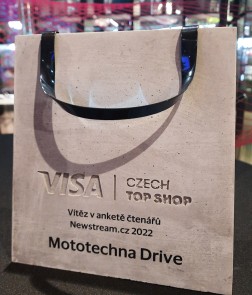 VISA
CZECH
TOP SHOP
Vítěz v anketě čtenářů
Newstream.cz 2022
Mototechna Drive